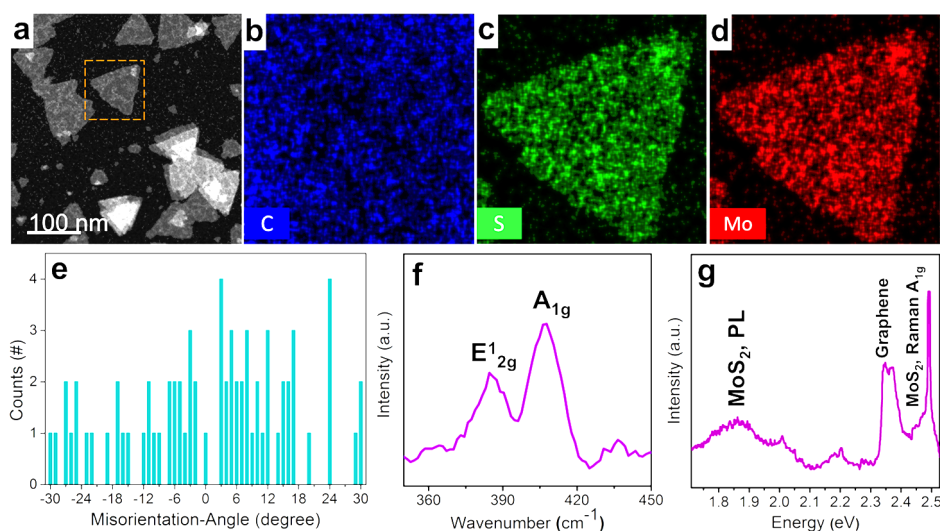 a
b
c
d
100 nm
C
S
Mo
e
Counts (#)
4
3
2
1
0
-30 -24 -18 -12 -6 0 6 12 18 24 30
Misorientation-Angle (degree)
f
Intensity (a.u.)
E¹₂g
A₁g
360 390 420 450
Wavenumber (cm⁻¹)
g
Intensity (a.u.)
MoS₂, PL
Graphene
MoS₂, Raman A₁g
1.8 1.9 2.0 2.1 2.2 2.3 2.4 2.5
Energy (eV)